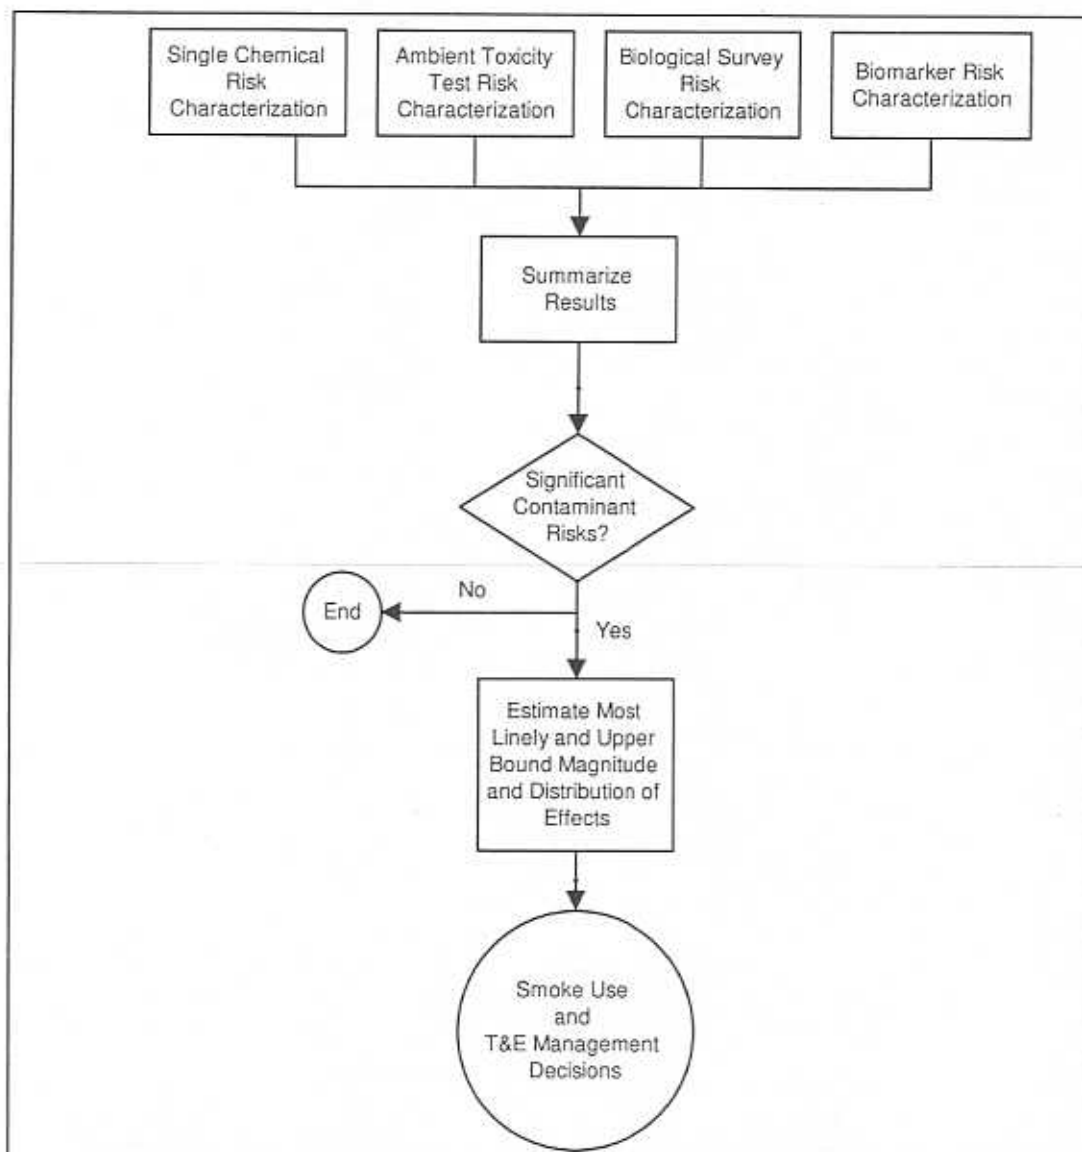 Single Chemical
Risk
Characterization
Ambient Toxicity
Test Risk
Characterization
Biological Survey
Risk
Characterization
Biomarker Risk
Characterization
Summarize
Results
Significant
Contaminant
Risks?
No
End
Yes
Estimate Most
Linely and Upper
Bound Magnitude
and Distribution of
Effects
Smoke Use
and
T&E Management
Decisions